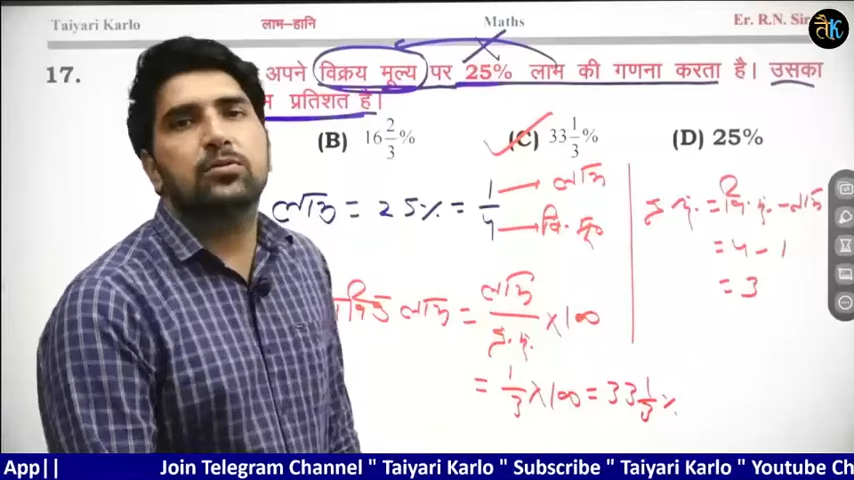 Taiyari Karlo लाभ–हानि Maths Er. R.N. Sir
17. अपने विक्रय मूल्य पर 25% लाभ की गणना करता है। उसका
प्रतिशत है।
(B) 16 2/3% (C) 33 1/3% (D) 25%
लाभ = 25% = 1/4 → लाभ
→ वि. मू
क्र. मू. = वि. मू. - लाभ
= 4 - 1
= 3
लाभ = लाभ/क्र. मू. × 100
= 1/3 × 100 = 33 1/3 %
App|| Join Telegram Channel " Taiyari Karlo " Subscribe " Taiyari Karlo " Youtube Ch